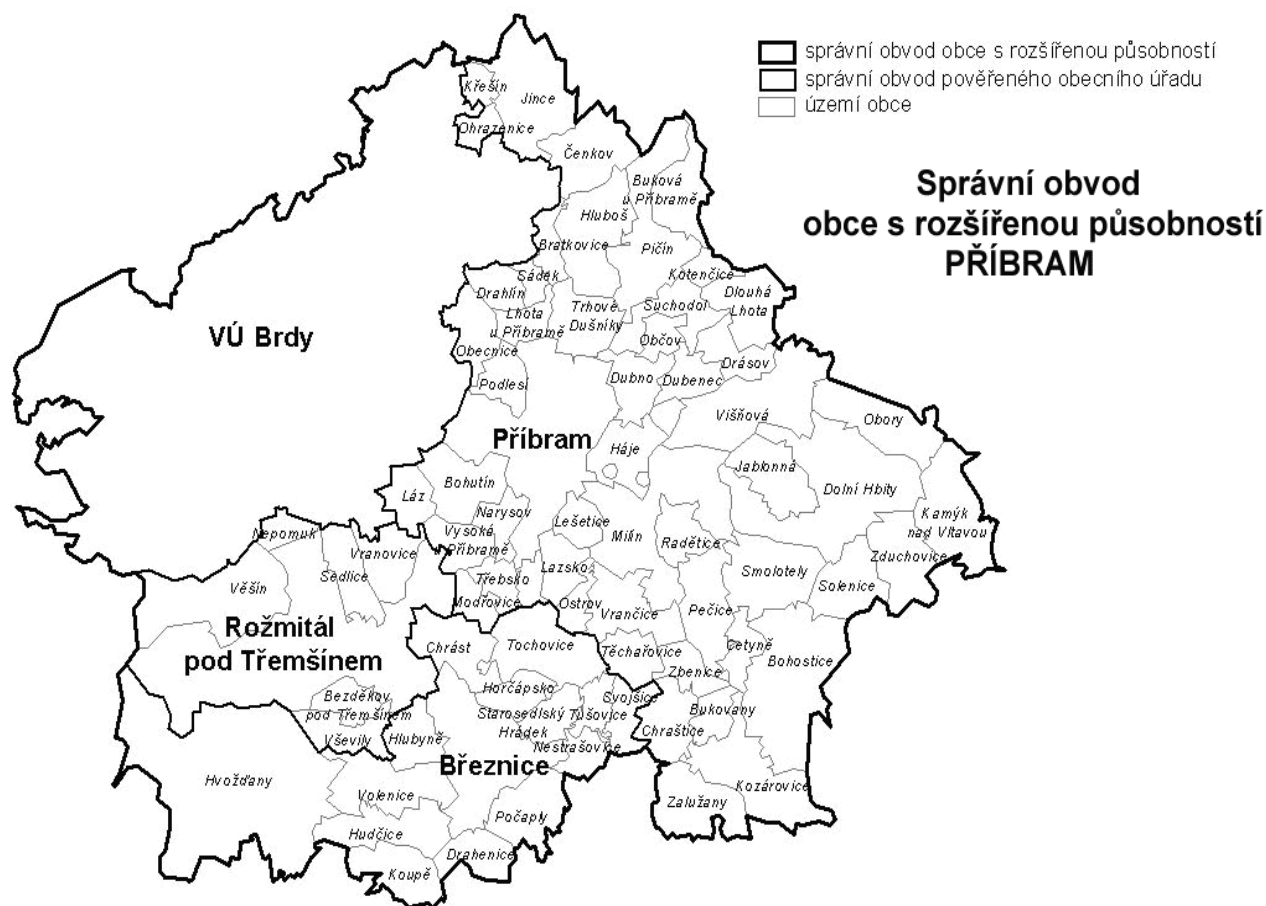 správní obvod obce s rozšířenou působností
správní obvod pověřeného obecního úřadu
území obce
Správní obvod
obce s rozšířenou působností
PŘÍBRAM
Křešín
Jince
Ohrazenice
Čenkov
Buková
u Příbramě
Hluboš
Bratkovice
Pičín
Sádek
Kotenčice
Drahlín
Dlouhá
Lhota
Lhota
u Příbramě
Trhové
Dušníky
Suchodol
VÚ Brdy
Občov
Obecnice
Drásov
Podlesí
Dubno
Dubenec
Višňová
Obory
Příbram
Háje
Jablonná
Bohutín
Láz
Dolní Hbity
Narysov
Lešetice
Kamýk
nad Vltavou
Nepomuk
Vysoká
u Příbramě
Milín
Radětice
Vranovice
Zduchovice
Sedlice
Věšín
Třebsko
Lazsko
Smolotely
Solenice
Modřovice
Ostrov
Vrančice
Pečice
Rožmitál
pod Třemšínem
Chrást
Tochovice
Těchařovice
Cetyně
Bohostice
Zbenice
Horčápsko
Bezděkov
pod Třemšínem
Svojšice
Bukovany
Starosedlský
Hrádek
Tušovice
Chraštice
Vševily
Hlubyně
Nestrašovice
Březnice
Hvožďany
Kozárovice
Volenice
Zalužany
Počaply
Hudčice
Drahenice
Koupě